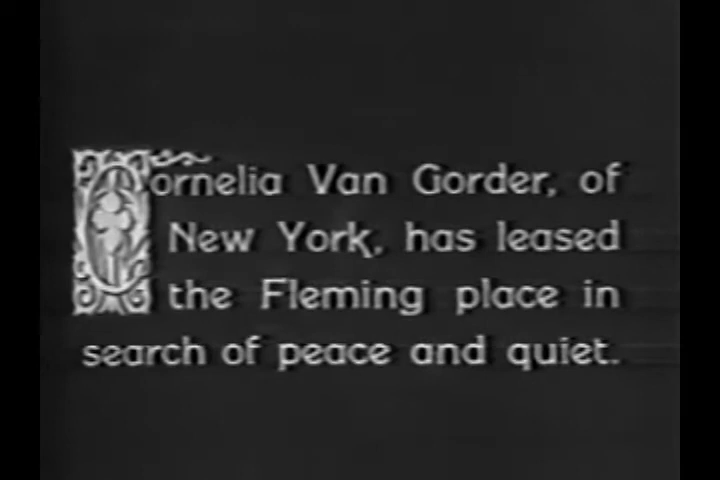 Cornelia Van Gorder, of
New York, has leased
the Fleming place in
search of peace and quiet.